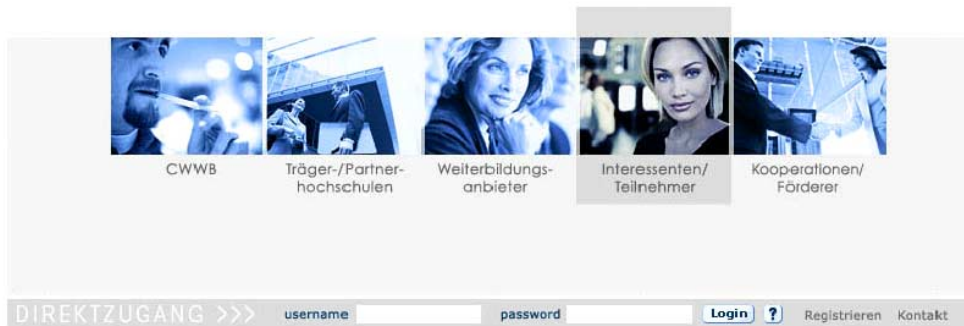 CWWB
Träger-/Partner-
hochschulen
Weiterbildungs-
anbieter
Interessenten/
Teilnehmer
Kooperationen/
Förderer
DIREKTZUGANG >>> username password Login ? Registrieren Kontakt